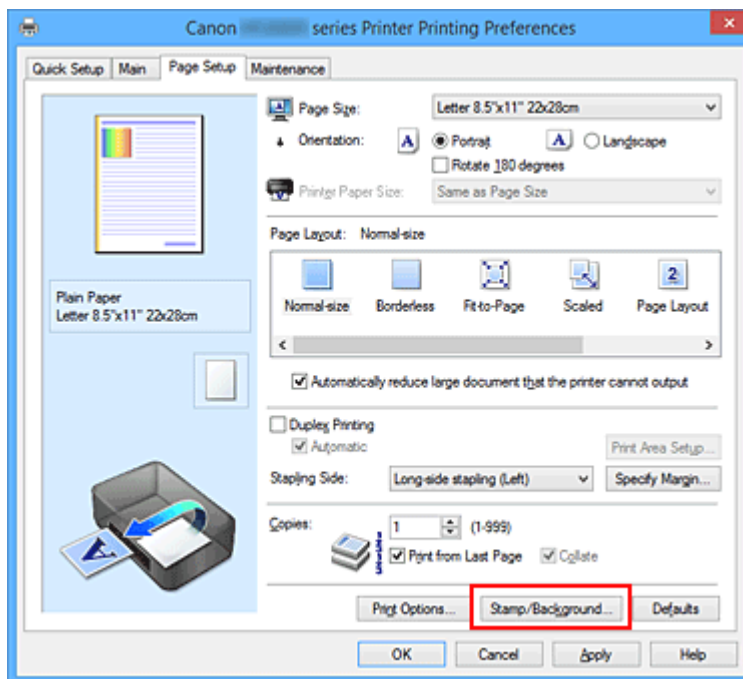 Canon series Printer Printing Preferences
Quick Setup Main Page Setup Maintenance
Page Size: Letter 8.5"x11" 22x28cm
Orientation: A Portrait A Landscape
Rotate 180 degrees
Printer Paper Size: Same as Page Size
Page Layout: Normal-size
2
Normal-size Borderless Fit-to-Page Scaled Page Layout
Plain Paper
Letter 8.5"x11" 22x28cm
Automatically reduce large document that the printer cannot output
Duplex Printing
Automatic Print Area Setup...
Stapling Side: Long-side stapling (Left) Specify Margin...
Copies: 1 (1-999)
Print from Last Page Collate
Print Options... Stamp/Background... Defaults
OK Cancel Apply Help